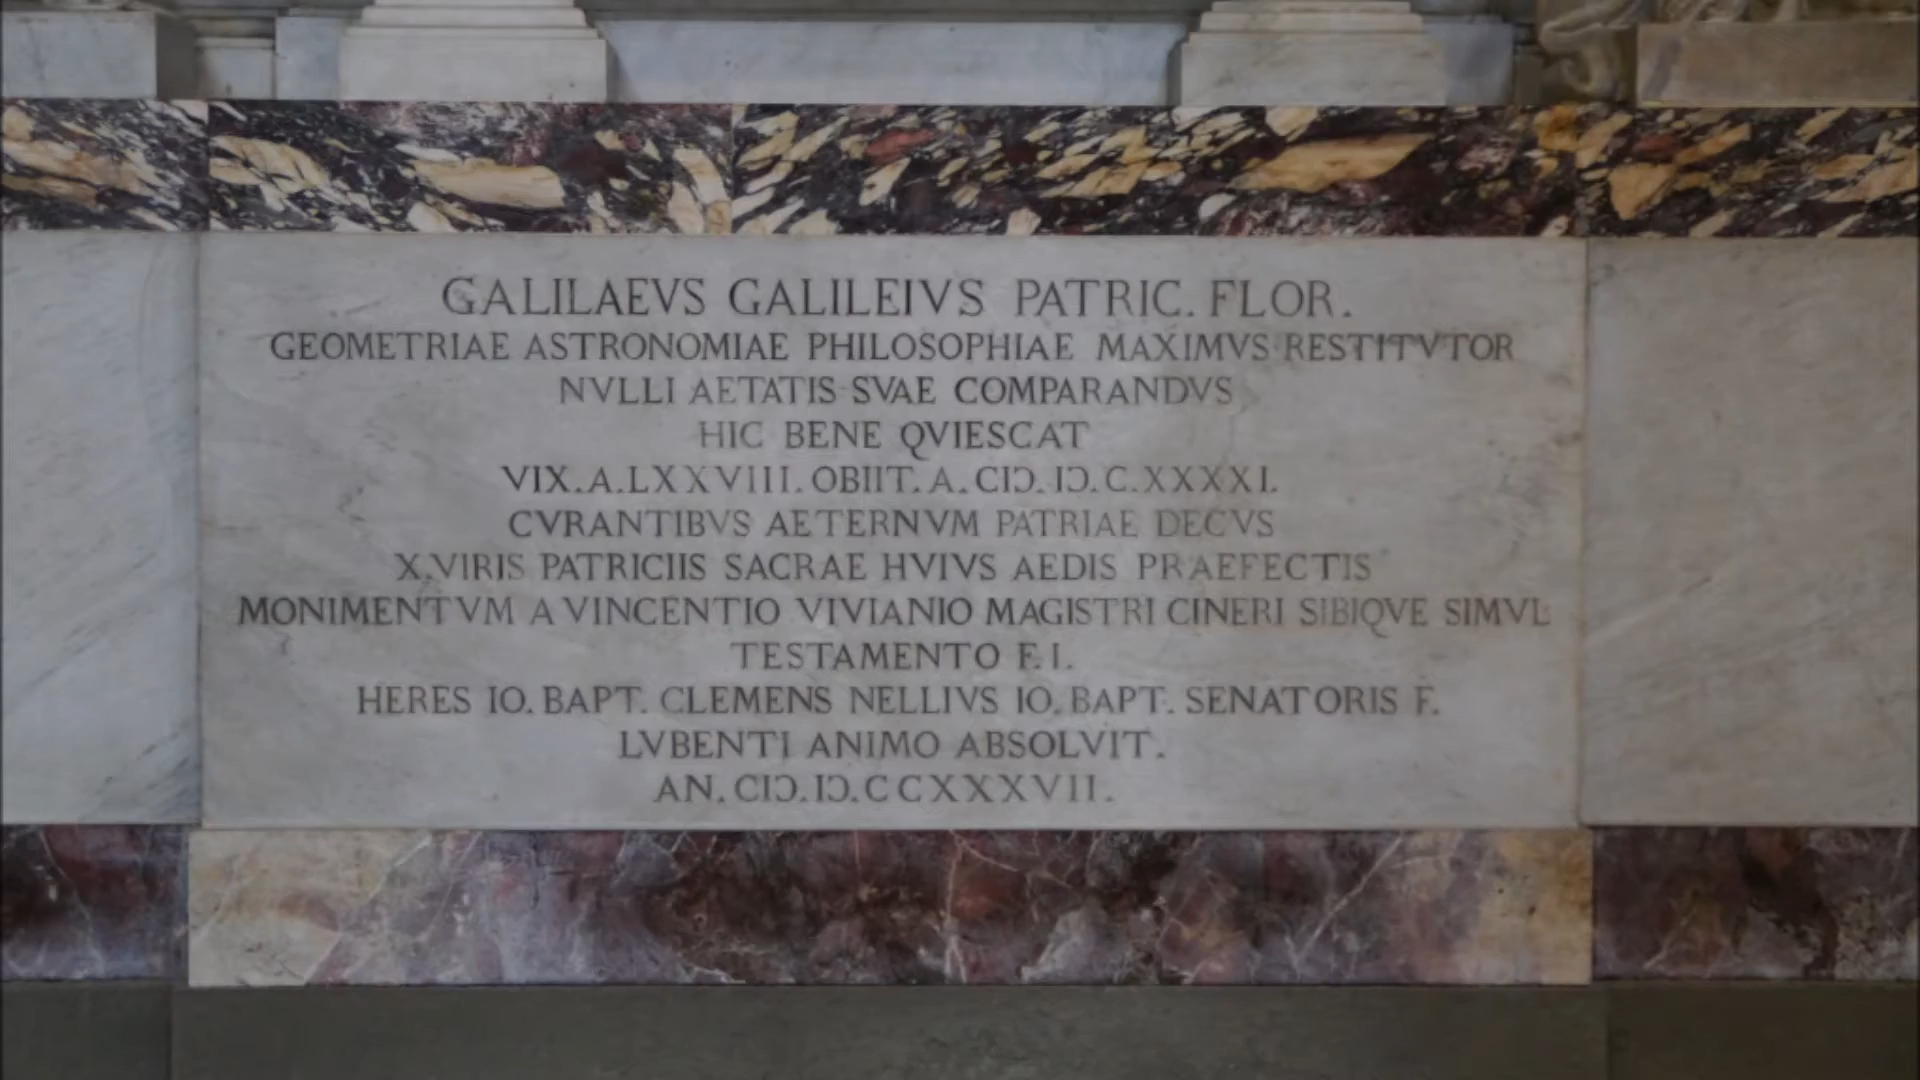 GALILAEVS GALILEIVS PATRIC. FLOR.
GEOMETRIAE ASTRONOMIAE PHILOSOPHIAE MAXIMVS RESTITVTOR
NVLLI AETATIS SVAE COMPARANDVS
HIC BENE QVIESCAT
VIX. A. LXXVIII. OBIIT. A. CIↃ. IↃ. C. XXXXI.
CVRANTIBVS AETERNVM PATRIAE DECVS
X. VIRIS PATRICIIS SACRAE HVIVS AEDIS PRAEFECTIS
MONIMENTVM A VINCENTIO VIVIANIO MAGISTRI CINERI SIBIQVE SIMVL
TESTAMENTO F. I.
HERES IO. BAPT. CLEMENS NELLIVS IO. BAPT. SENATORIS F.
LVBENTI ANIMO ABSOLVIT.
AN. CIↃ. IↃ. CCXXXVII.